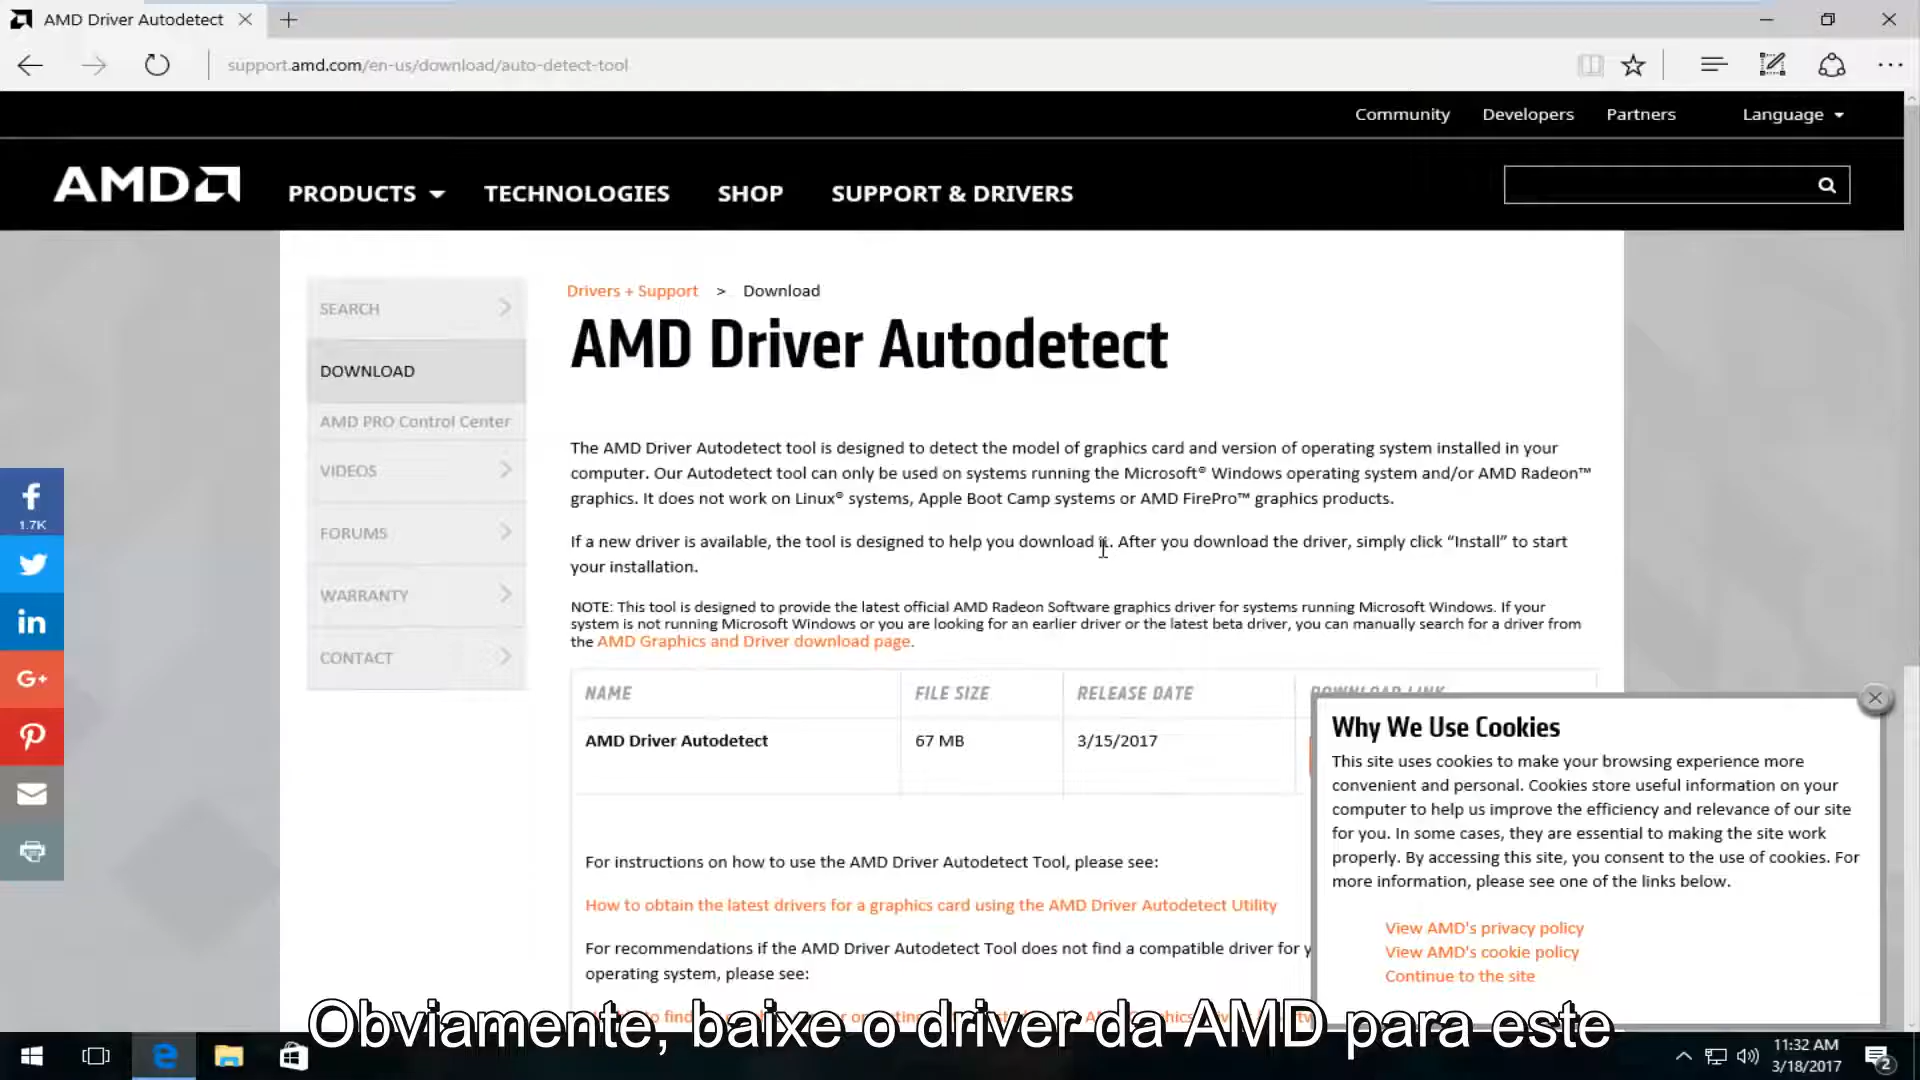 AMD Driver Autodetect
support.amd.com/en-us/download/auto-detect-tool
Community Developers Partners Language
AMD PRODUCTS TECHNOLOGIES SHOP SUPPORT & DRIVERS
SEARCH
DOWNLOAD
AMD PRO Control Center
VIDEOS
FORUMS
WARRANTY
CONTACT
1.7K
Drivers + Support > Download
AMD Driver Autodetect
The AMD Driver Autodetect tool is designed to detect the model of graphics card and version of operating system installed in your
computer. Our Autodetect tool can only be used on systems running the Microsoft® Windows operating system and/or AMD Radeon™
graphics. It does not work on Linux® systems, Apple Boot Camp systems or AMD FirePro™ graphics products.
If a new driver is available, the tool is designed to help you download it. After you download the driver, simply click “Install” to start
your installation.
NOTE: This tool is designed to provide the latest official AMD Radeon Software graphics driver for systems running Microsoft Windows. If your
system is not running Microsoft Windows or you are looking for an earlier driver or the latest beta driver, you can manually search for a driver from
the AMD Graphics and Driver download page.
NAME FILE SIZE RELEASE DATE DOWNLOAD LINK
AMD Driver Autodetect 67 MB 3/15/2017
For instructions on how to use the AMD Driver Autodetect Tool, please see:
How to obtain the latest drivers for a graphics card using the AMD Driver Autodetect Utility
For recommendations if the AMD Driver Autodetect Tool does not find a compatible driver for
operating system, please see:
Why We Use Cookies
This site uses cookies to make your browsing experience more
convenient and personal. Cookies store useful information on your
computer to help us improve the efficiency and relevance of our site
for you. In some cases, they are essential to making the site work
properly. By accessing this site, you consent to the use of cookies. For
more information, please see one of the links below.
View AMD's privacy policy
View AMD's cookie policy
Continue to the site
Obviamente, baixe o driver da AMD para este
11:32 AM
3/18/2017
2